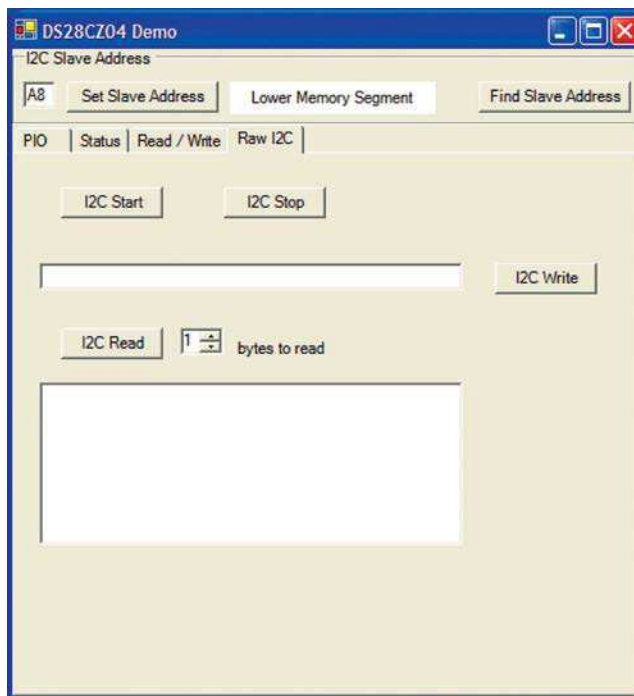 DS28CZ04 Demo
I2C Slave Address
A8 Set Slave Address Lower Memory Segment Find Slave Address
PIO Status Read / Write Raw I2C
I2C Start I2C Stop
I2C Write
I2C Read 1 bytes to read